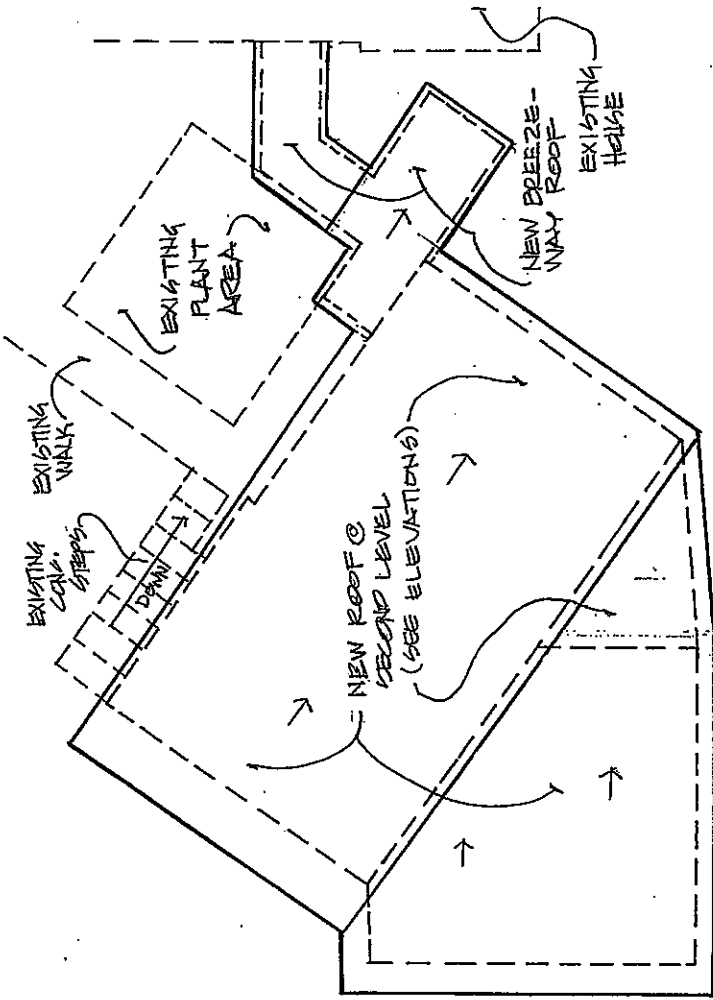 EXISTING
CONC.
STEPS
DOWN
EXISTING
WALK
EXISTING
PLANT
AREA
NEW ROOF @
SECOND LEVEL
(SEE ELEVATIONS)
NEW BREEZE-
WAY ROOF
EXISTING
HOUSE